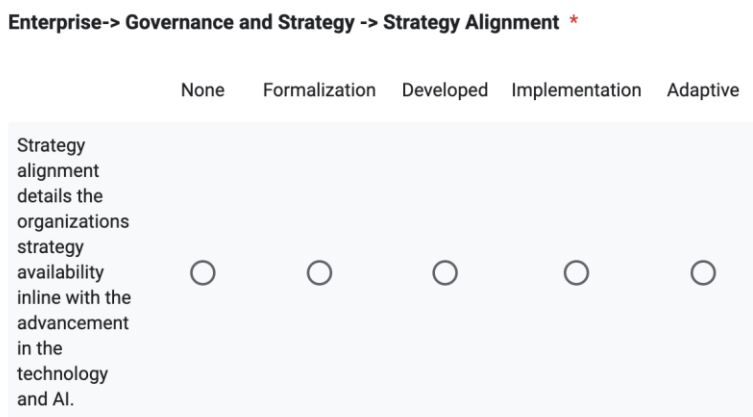 Enterprise-> Governance and Strategy -> Strategy Alignment *
None Formalization Developed Implementation Adaptive
Strategy
alignment
details the
organizations
strategy
availability
inline with the
advancement
in the
technology
and AI.